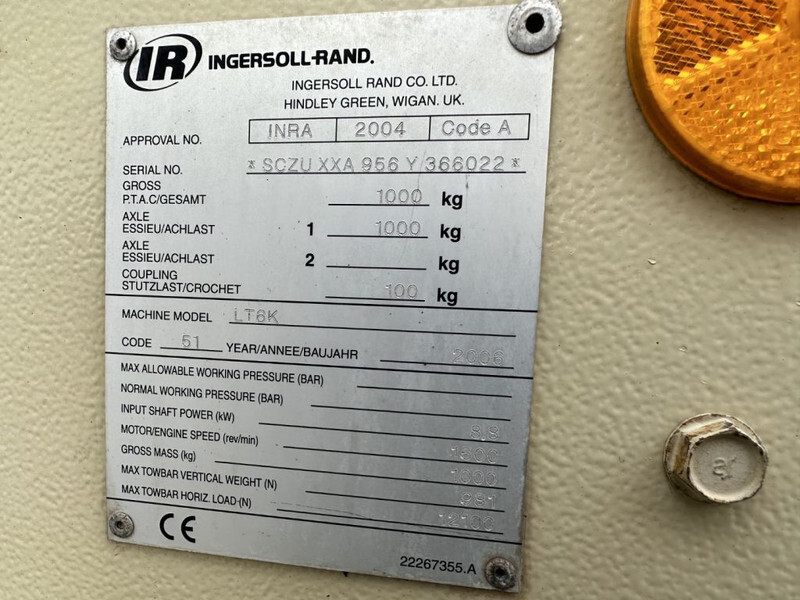 IR INGERSOLL-RAND.
INGERSOLL RAND CO. LTD.
HINDLEY GREEN, WIGAN. UK.
APPROVAL NO. INRA 2004 Code A
SERIAL NO. * SCZU XXA 956 Y 366022 *
GROSS
P.T.A.C/GESAMT 1000 kg
AXLE
ESSIEU/ACHLAST 1 1000 kg
AXLE
ESSIEU/ACHLAST 2 kg
COUPLING
STUTZLAST/CROCHET 100 kg
MACHINE MODEL LT6K
CODE 51 YEAR/ANNEE/BAUJAHR 2006
MAX ALLOWABLE WORKING PRESSURE (BAR)
NORMAL WORKING PRESSURE (BAR)
INPUT SHAFT POWER (kW)
MOTOR/ENGINE SPEED (rev/min)
GROSS MASS (kg)
MAX TOWBAR VERTICAL WEIGHT (N)
MAX TOWBAR HORIZ. LOAD (N)
CE
22267355.A